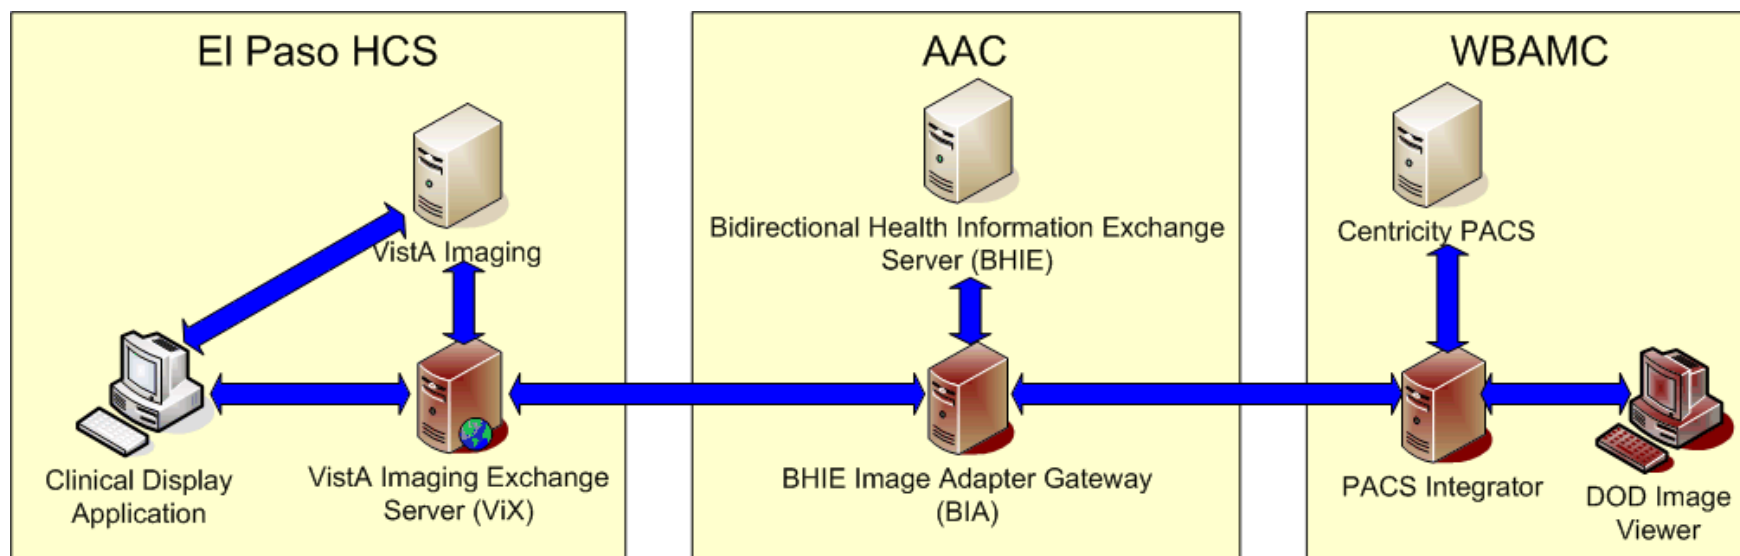 El Paso HCS
VistA Imaging
Clinical Display
Application
VistA Imaging Exchange
Server (ViX)
AAC
Bidirectional Health Information Exchange
Server (BHIE)
BHIE Image Adapter Gateway
(BIA)
WBAMC
Centricity PACS
PACS Integrator
DOD Image
Viewer